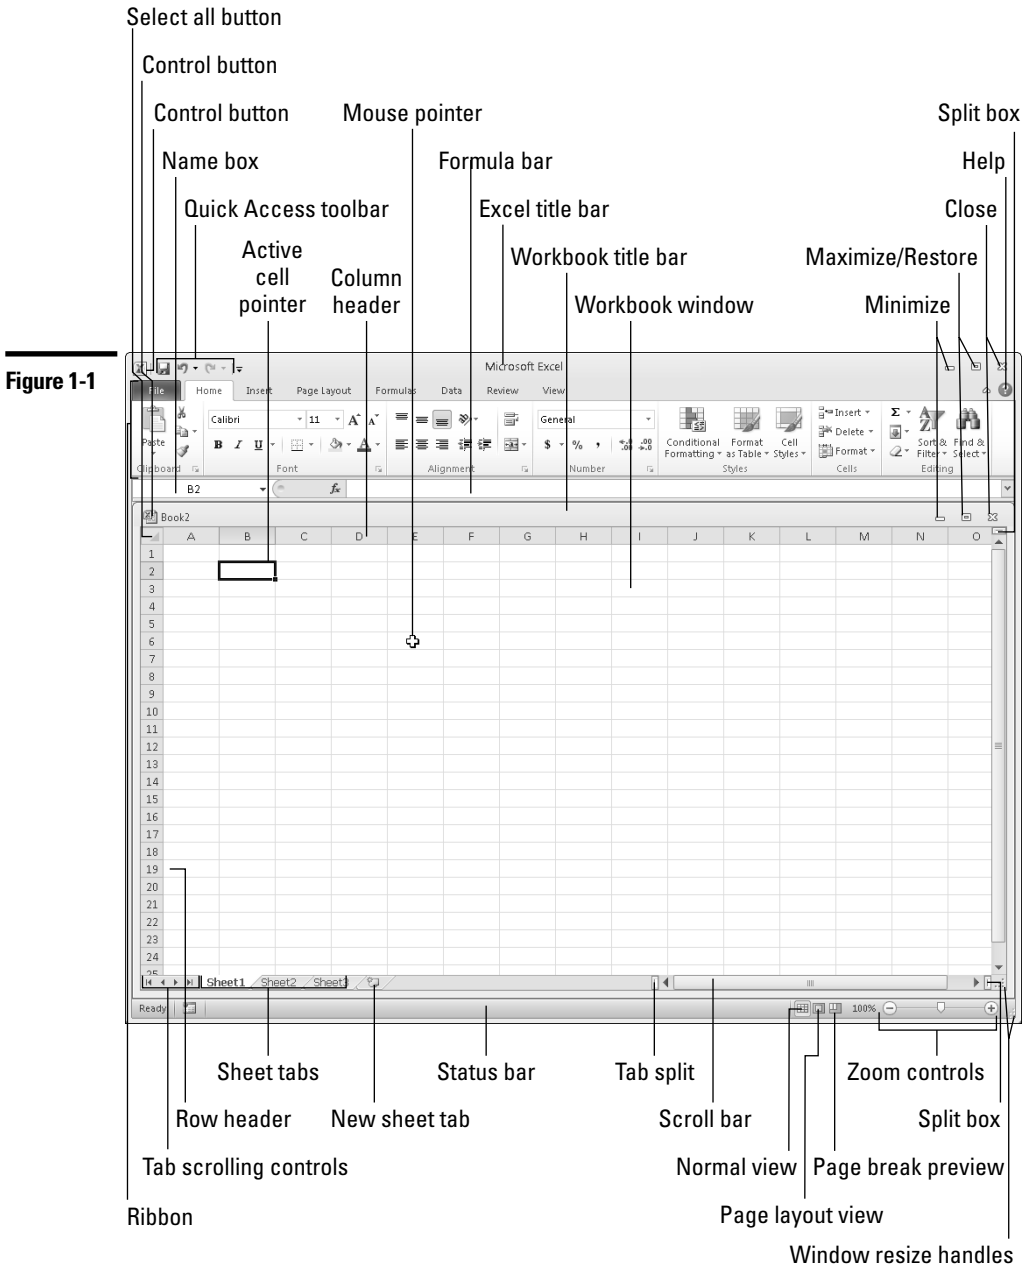 Select all button
Control button
Control button
Mouse pointer
Split box
Name box
Formula bar
Help
Quick Access toolbar
Excel title bar
Close
Active cell pointer
Column header
Workbook title bar
Maximize/Restore
Workbook window
Minimize
Figure 1-1
Microsoft Excel
File Home Insert Page Layout Formulas Data Review View
Calibri 11 General
Insert
Delete
Format
Paste
B I U
$ % ,
Conditional Formatting
Format as Table
Cell Styles
Sort & Filter
Find & Select
Clipboard Font Alignment Number Styles Cells Editing
B2 fx
Book2
A B C D E F G H I J K L M N O
1
2
3
4
5
6
7
8
9
10
11
12
13
14
15
16
17
18
19
20
21
22
23
24
25
Sheet1 Sheet2 Sheet3
Ready 100%
Sheet tabs
Status bar
Tab split
Zoom controls
Row header
New sheet tab
Scroll bar
Split box
Tab scrolling controls
Normal view
Page break preview
Ribbon
Page layout view
Window resize handles